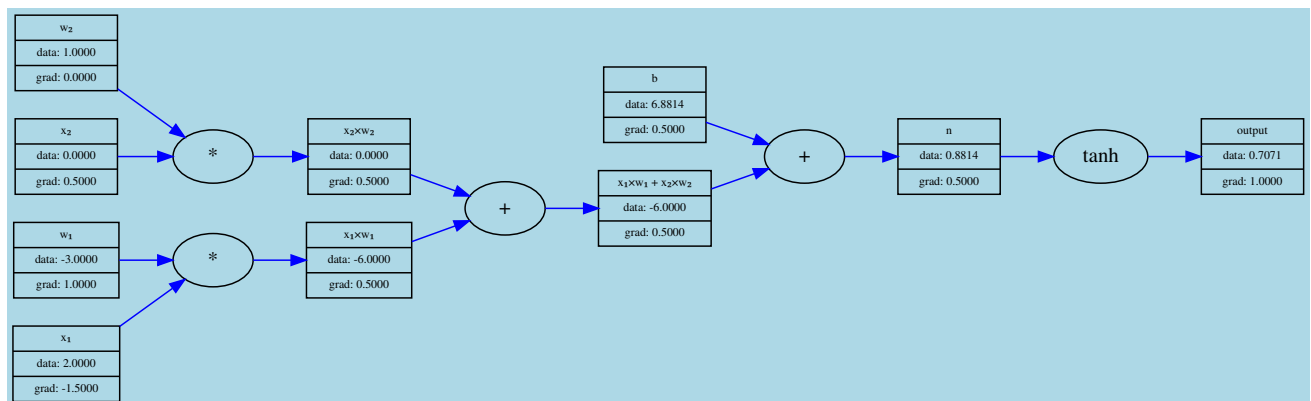 w₂
data: 1.0000
grad: 0.0000
x₂
data: 0.0000
grad: 0.5000
w₁
data: -3.0000
grad: 1.0000
x₁
data: 2.0000
grad: -1.5000
*
*
x₂×w₂
data: 0.0000
grad: 0.5000
x₁×w₁
data: -6.0000
grad: 0.5000
+
b
data: 6.8814
grad: 0.5000
x₁×w₁ + x₂×w₂
data: -6.0000
grad: 0.5000
+
n
data: 0.8814
grad: 0.5000
tanh
output
data: 0.7071
grad: 1.0000